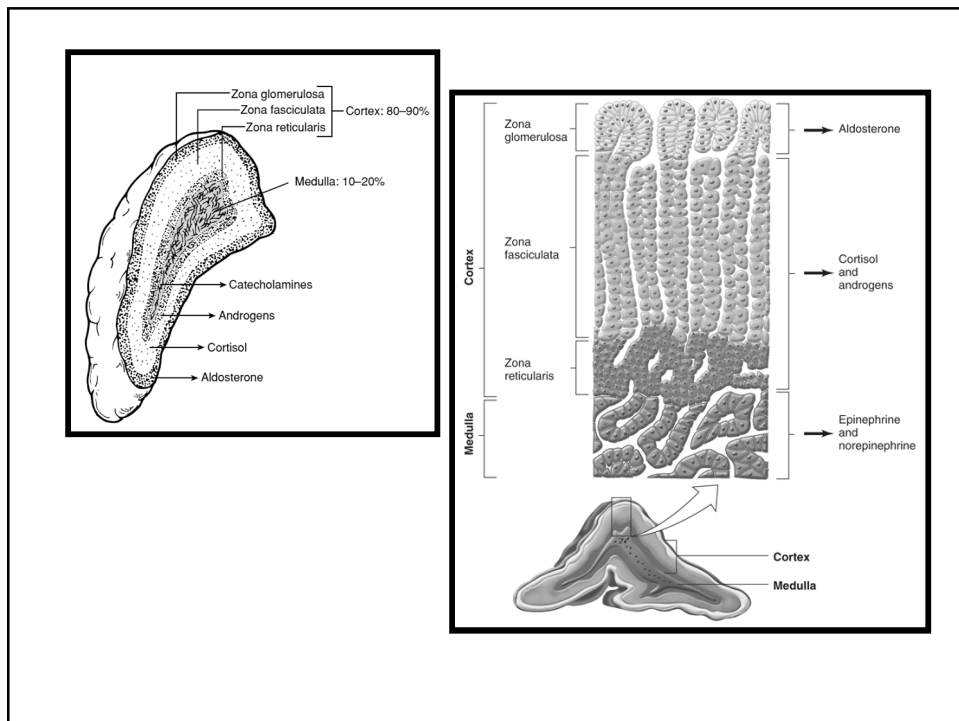 Zona glomerulosa
Zona fasciculata
Cortex: 80–90%
Zona reticularis
Medulla: 10–20%
Catecholamines
Androgens
Cortisol
Aldosterone
Cortex
Medulla
Zona
glomerulosa
Zona
fasciculata
Zona
reticularis
Aldosterone
Cortisol
and
androgens
Epinephrine
and
norepinephrine
Cortex
Medulla